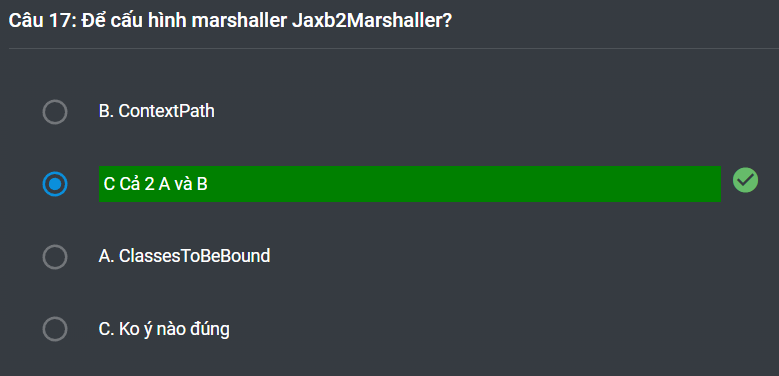 Câu 17: Để cấu hình marshaller Jaxb2Marshaller?
B. ContextPath
C Cả 2 A và B
A. ClassesToBeBound
C. Ko ý nào đúng